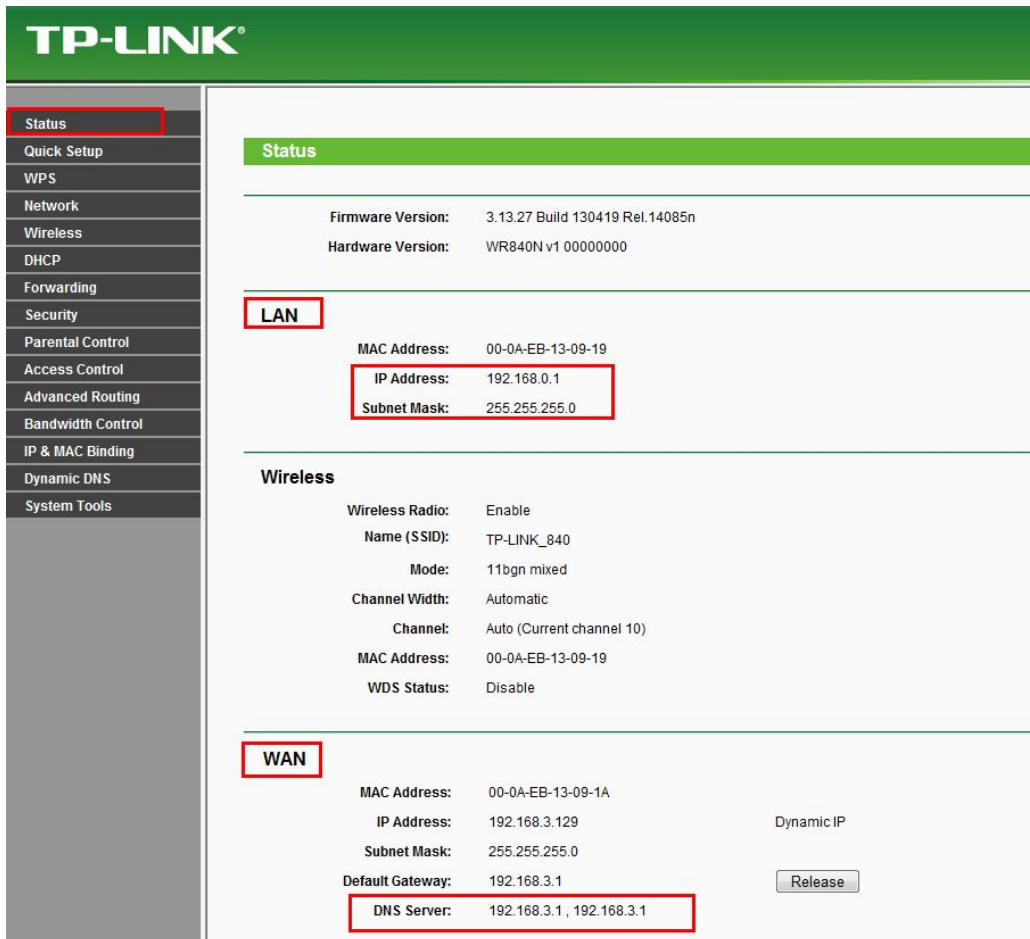 TP-LINK®
Status
Quick Setup
WPS
Network
Wireless
DHCP
Forwarding
Security
Parental Control
Access Control
Advanced Routing
Bandwidth Control
IP & MAC Binding
Dynamic DNS
System Tools
Status
Firmware Version: 3.13.27 Build 130419 Rel.14085n
Hardware Version: WR840N v1 00000000
LAN
MAC Address: 00-0A-EB-13-09-19
IP Address: 192.168.0.1
Subnet Mask: 255.255.255.0
Wireless
Wireless Radio: Enable
Name (SSID): TP-LINK_840
Mode: 11bgn mixed
Channel Width: Automatic
Channel: Auto (Current channel 10)
MAC Address: 00-0A-EB-13-09-19
WDS Status: Disable
WAN
MAC Address: 00-0A-EB-13-09-1A
IP Address: 192.168.3.129 Dynamic IP
Subnet Mask: 255.255.255.0
Default Gateway: 192.168.3.1 Release
DNS Server: 192.168.3.1 , 192.168.3.1